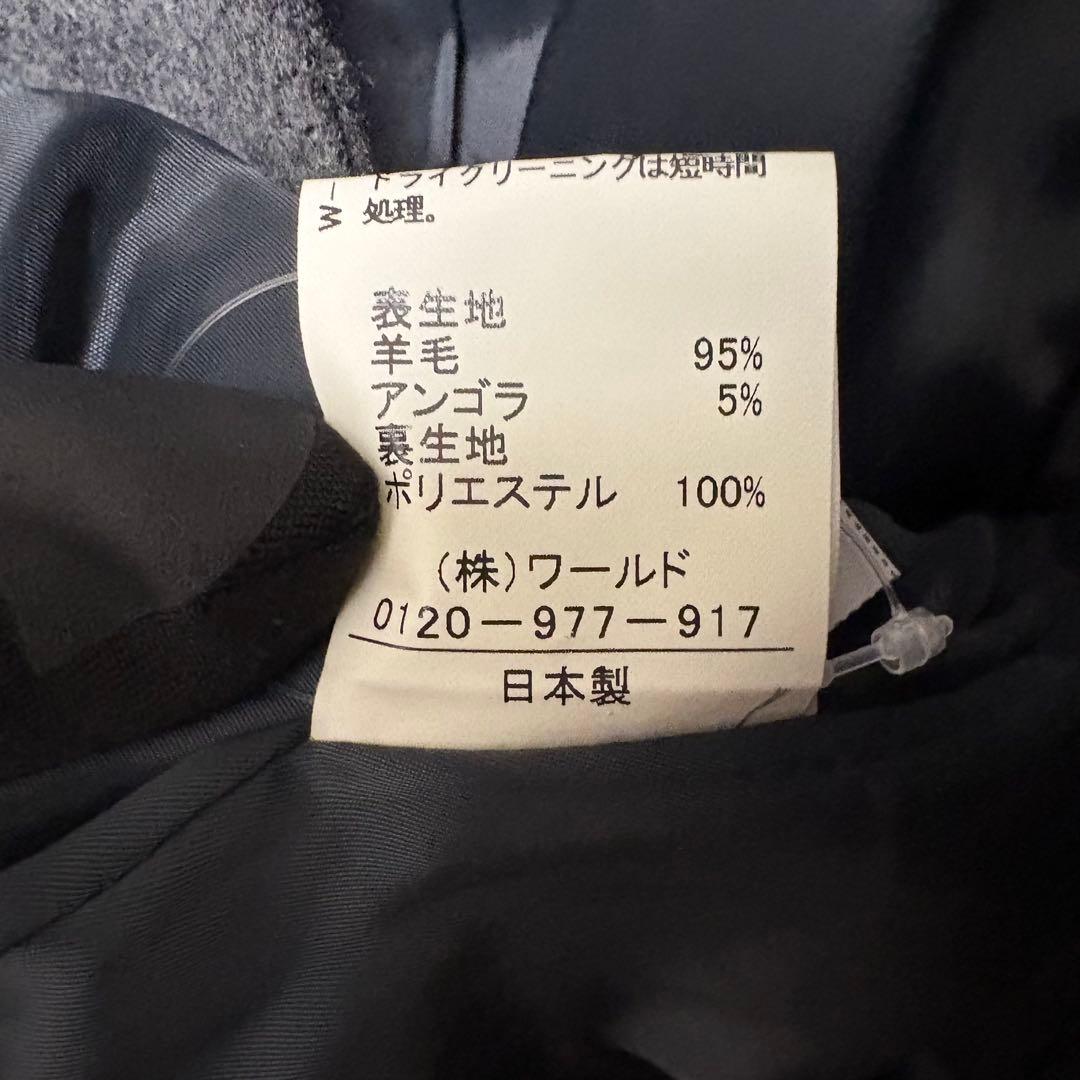 W－ ドライクリーニングは短時間
処理。
表生地
羊毛 95%
アンゴラ 5%
裏生地
ポリエステル 100%
(株)ワールド
0120－977－917
日本製